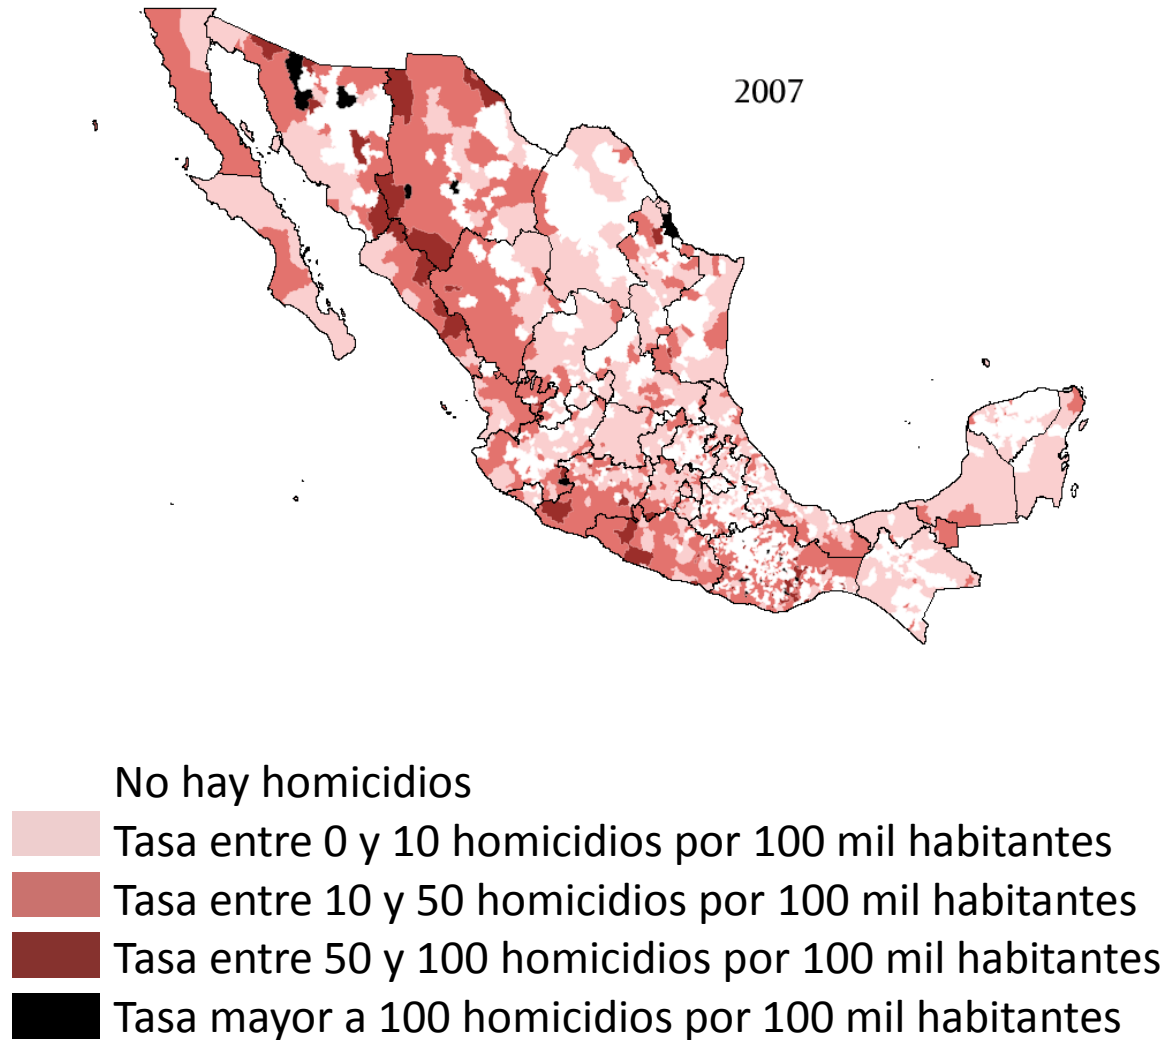 2007
No hay homicidios
Tasa entre 0 y 10 homicidios por 100 mil habitantes
Tasa entre 10 y 50 homicidios por 100 mil habitantes
Tasa entre 50 y 100 homicidios por 100 mil habitantes
Tasa mayor a 100 homicidios por 100 mil habitantes